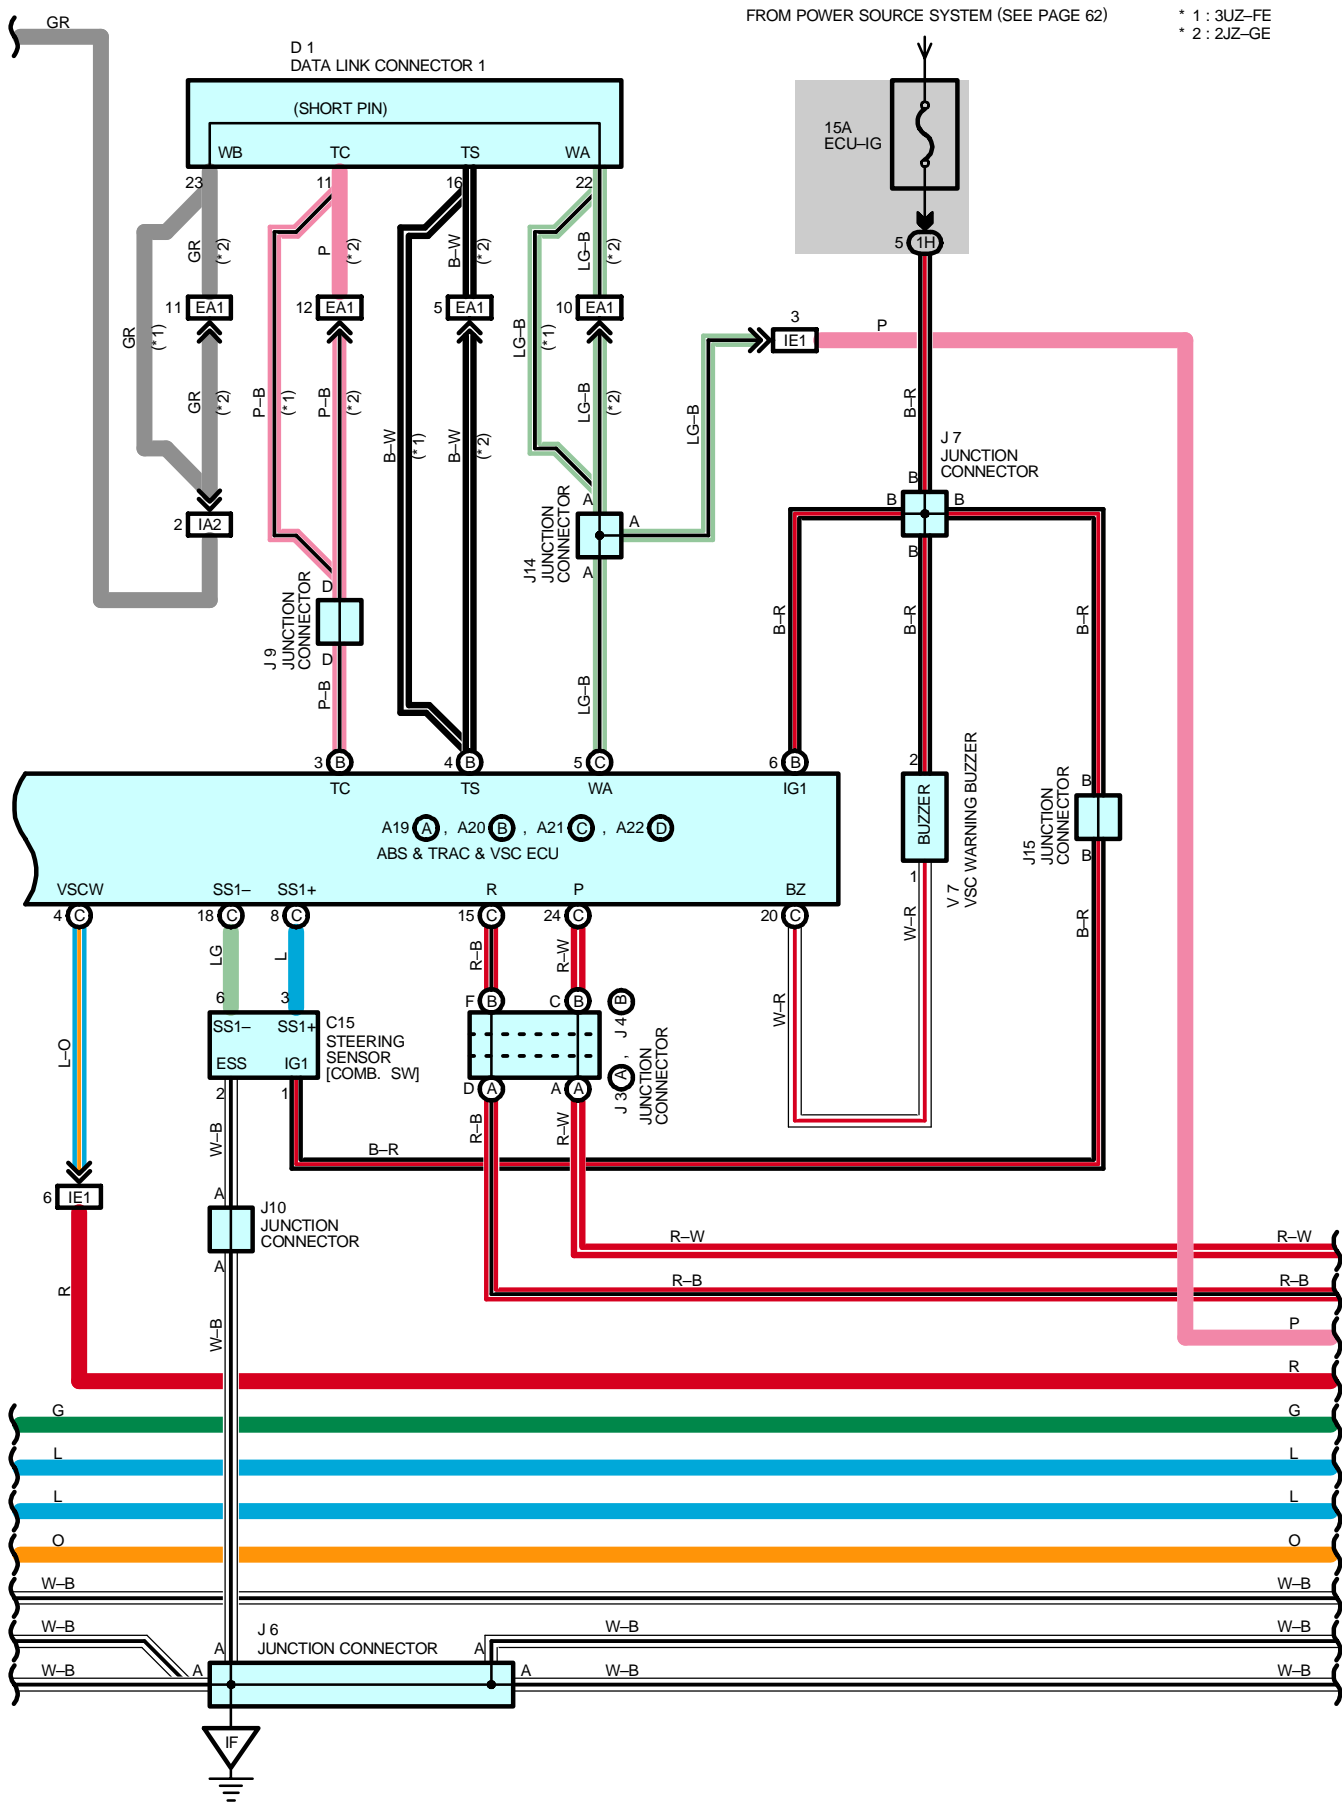 GR
FROM POWER SOURCE SYSTEM (SEE PAGE 62)
* 1 : 3UZ–FE
* 2 : 2JZ–GE
D 1
DATA LINK CONNECTOR 1
(SHORT PIN)
WB TC TS WA
15A
ECU–IG
23 11 16 22
5 1H
GR (*2) P (*2) B–W (*2) LG–B (*2)
11 EA1 12 EA1 5 EA1 10 EA1
GR (*1)
LG–B (*1)
3
IE1
P
GR (*2)
P–B (*1)
P–B (*2)
B–W (*1)
B–W (*2)
LG–B (*2)
LG–B
B–R
J 7
JUNCTION
CONNECTOR
B
B B
B
2 IA2
A
A
A
J14
JUNCTION
CONNECTOR
D
D
J 9
JUNCTION
CONNECTOR
P–B
LG–B
B–R
B–R
B–R
3 B 4 B 5 C 6 B
TC TS WA IG1
A19 A , A20 B , A21 C , A22 D
ABS & TRAC & VSC ECU
2
BUZZER
1
V 7
VSC WARNING BUZZER
B
B
J15
JUNCTION
CONNECTOR
VSCW SS1– SS1+ R P BZ
4 C 18 C 8 C 15 C 24 C 20 C
LG
L
R–B
R–W
W–R
B–R
6 3
SS1– SS1+
ESS IG1
2 1
C15
STEERING
SENSOR
[COMB. SW]
F B C B
D A A A
J 3 A , J 4 B
JUNCTION
CONNECTOR
W–R
L–O
W–B
R–B
R–W
B–R
6 IE1
A
A
J10
JUNCTION
CONNECTOR
R
W–B
R–W R–W
R–B R–B
P
R
G G
L L
L L
O O
W–B W–B
W–B W–B W–B
W–B W–B W–B
J 6
JUNCTION CONNECTOR
A A
A A
IF